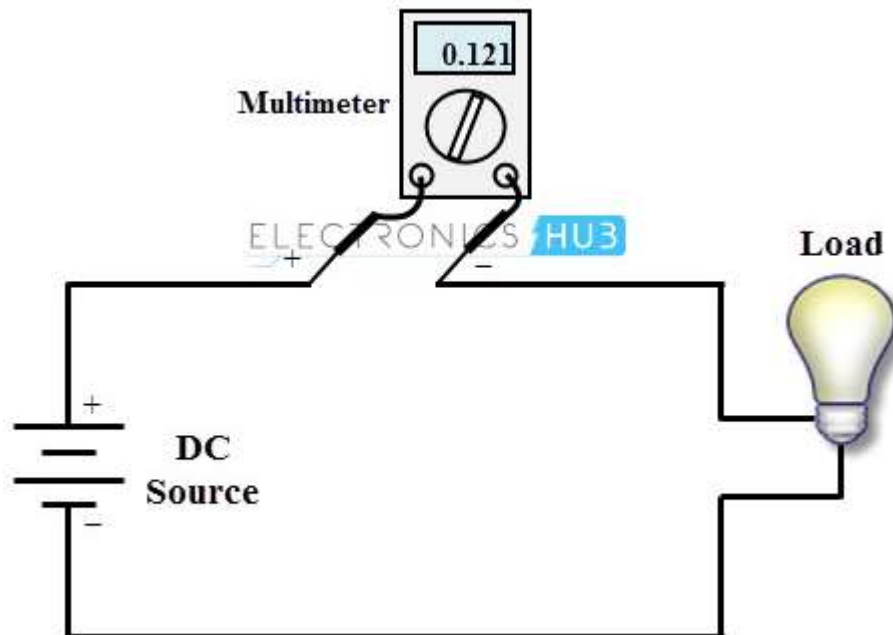 0.121
Multimeter
ELECTRONICS HUB
+ −
Load
+
DC
Source
−